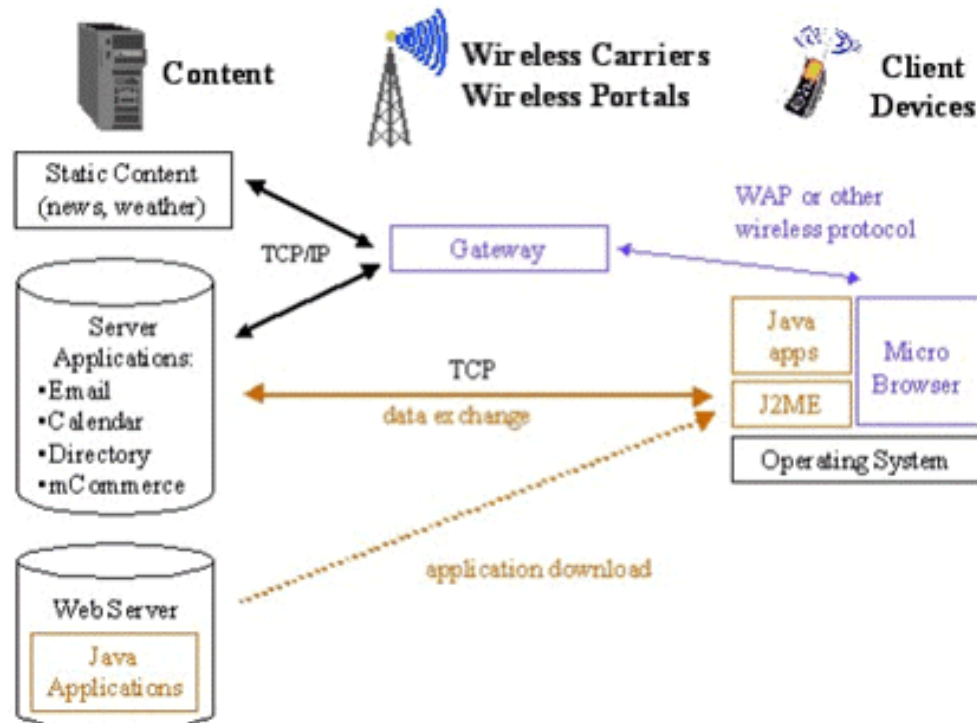 Content
Wireless Carriers
Wireless Portals
Client
Devices
Static Content
(news, weather)
TCP/IP
Gateway
WAP or other
wireless protocol
Server
Applications:
▪Email
▪Calendar
▪Directory
▪mCommerce
TCP
data exchange
Java
apps
J2ME
Micro
Browser
Operating System
application download
Web Server
Java
Applications